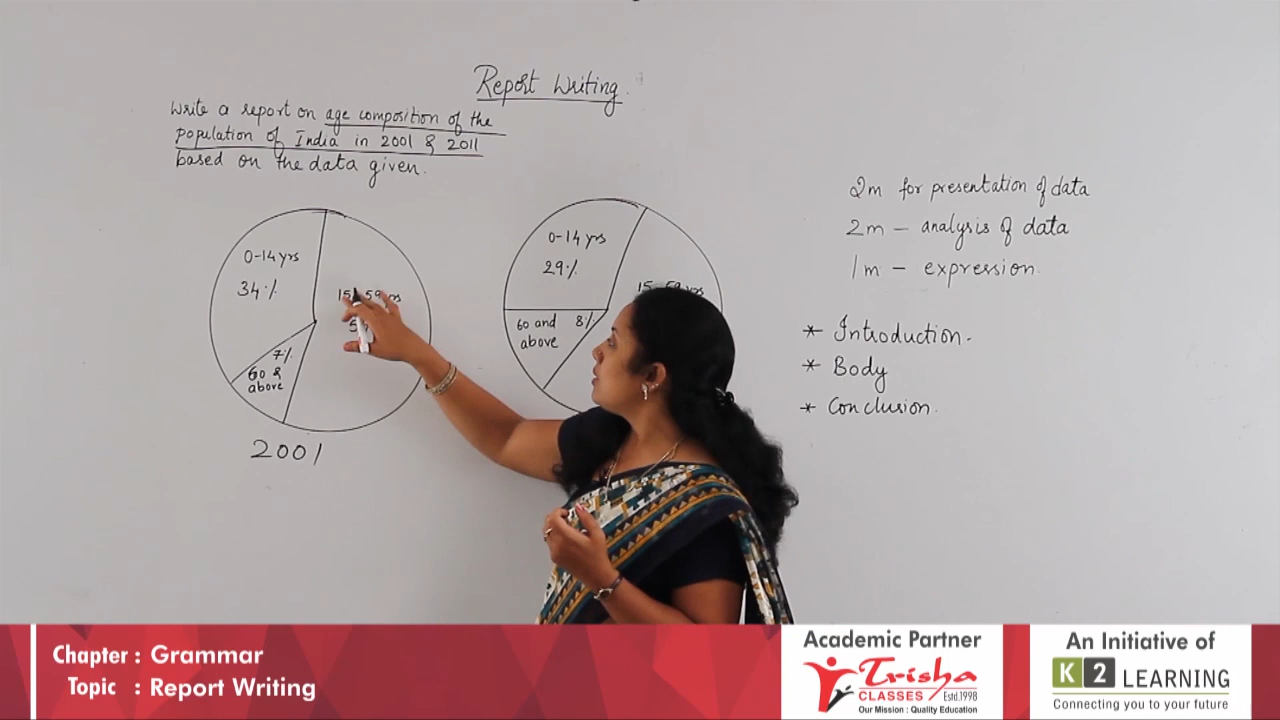 Report Writing.
Write a report on age composition of the
population of India in 2001 & 2011
based on the data given.
0-14 yrs
34%
7%
60 &
above
2001
0-14 yrs
29%
60 and
above
8%
2m for presentation of data
2m – analysis of data
1m – expression.
* Introduction.
* Body
* Conclusion.
Chapter : Grammar
Topic : Report Writing
Academic Partner
Trisha
CLASSES Estd.1998
Our Mission : Quality Education
An Initiative of
K2 LEARNING
Connecting you to your future